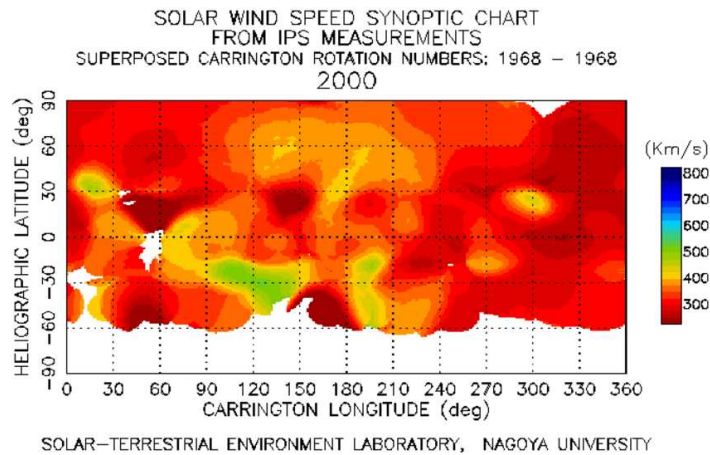 SOLAR WIND SPEED SYNOPTIC CHART
FROM IPS MEASUREMENTS
SUPERPOSED CARRINGTON ROTATION NUMBERS: 1968 - 1968
2000
HELIOGRAPHIC LATITUDE (deg)
90
60
30
0
-30
-60
-90
0 30 60 90 120 150 180 210 240 270 300 330 360
CARRINGTON LONGITUDE (deg)
(Km/s)
800
700
600
500
400
300
SOLAR-TERRESTRIAL ENVIRONMENT LABORATORY, NAGOYA UNIVERSITY